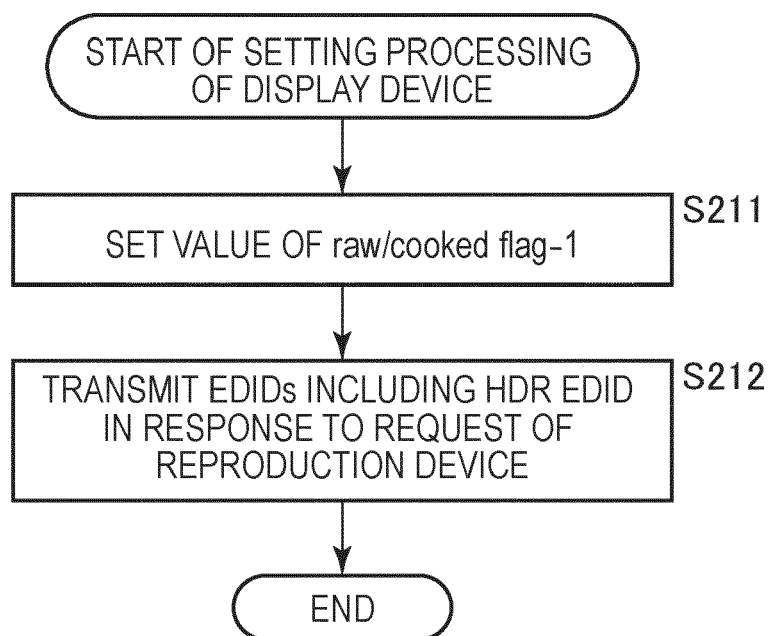 START OF SETTING PROCESSING
OF DISPLAY DEVICE
S211
SET VALUE OF raw/cooked flag-1
S212
TRANSMIT EDIDs INCLUDING HDR EDID
IN RESPONSE TO REQUEST OF
REPRODUCTION DEVICE
END